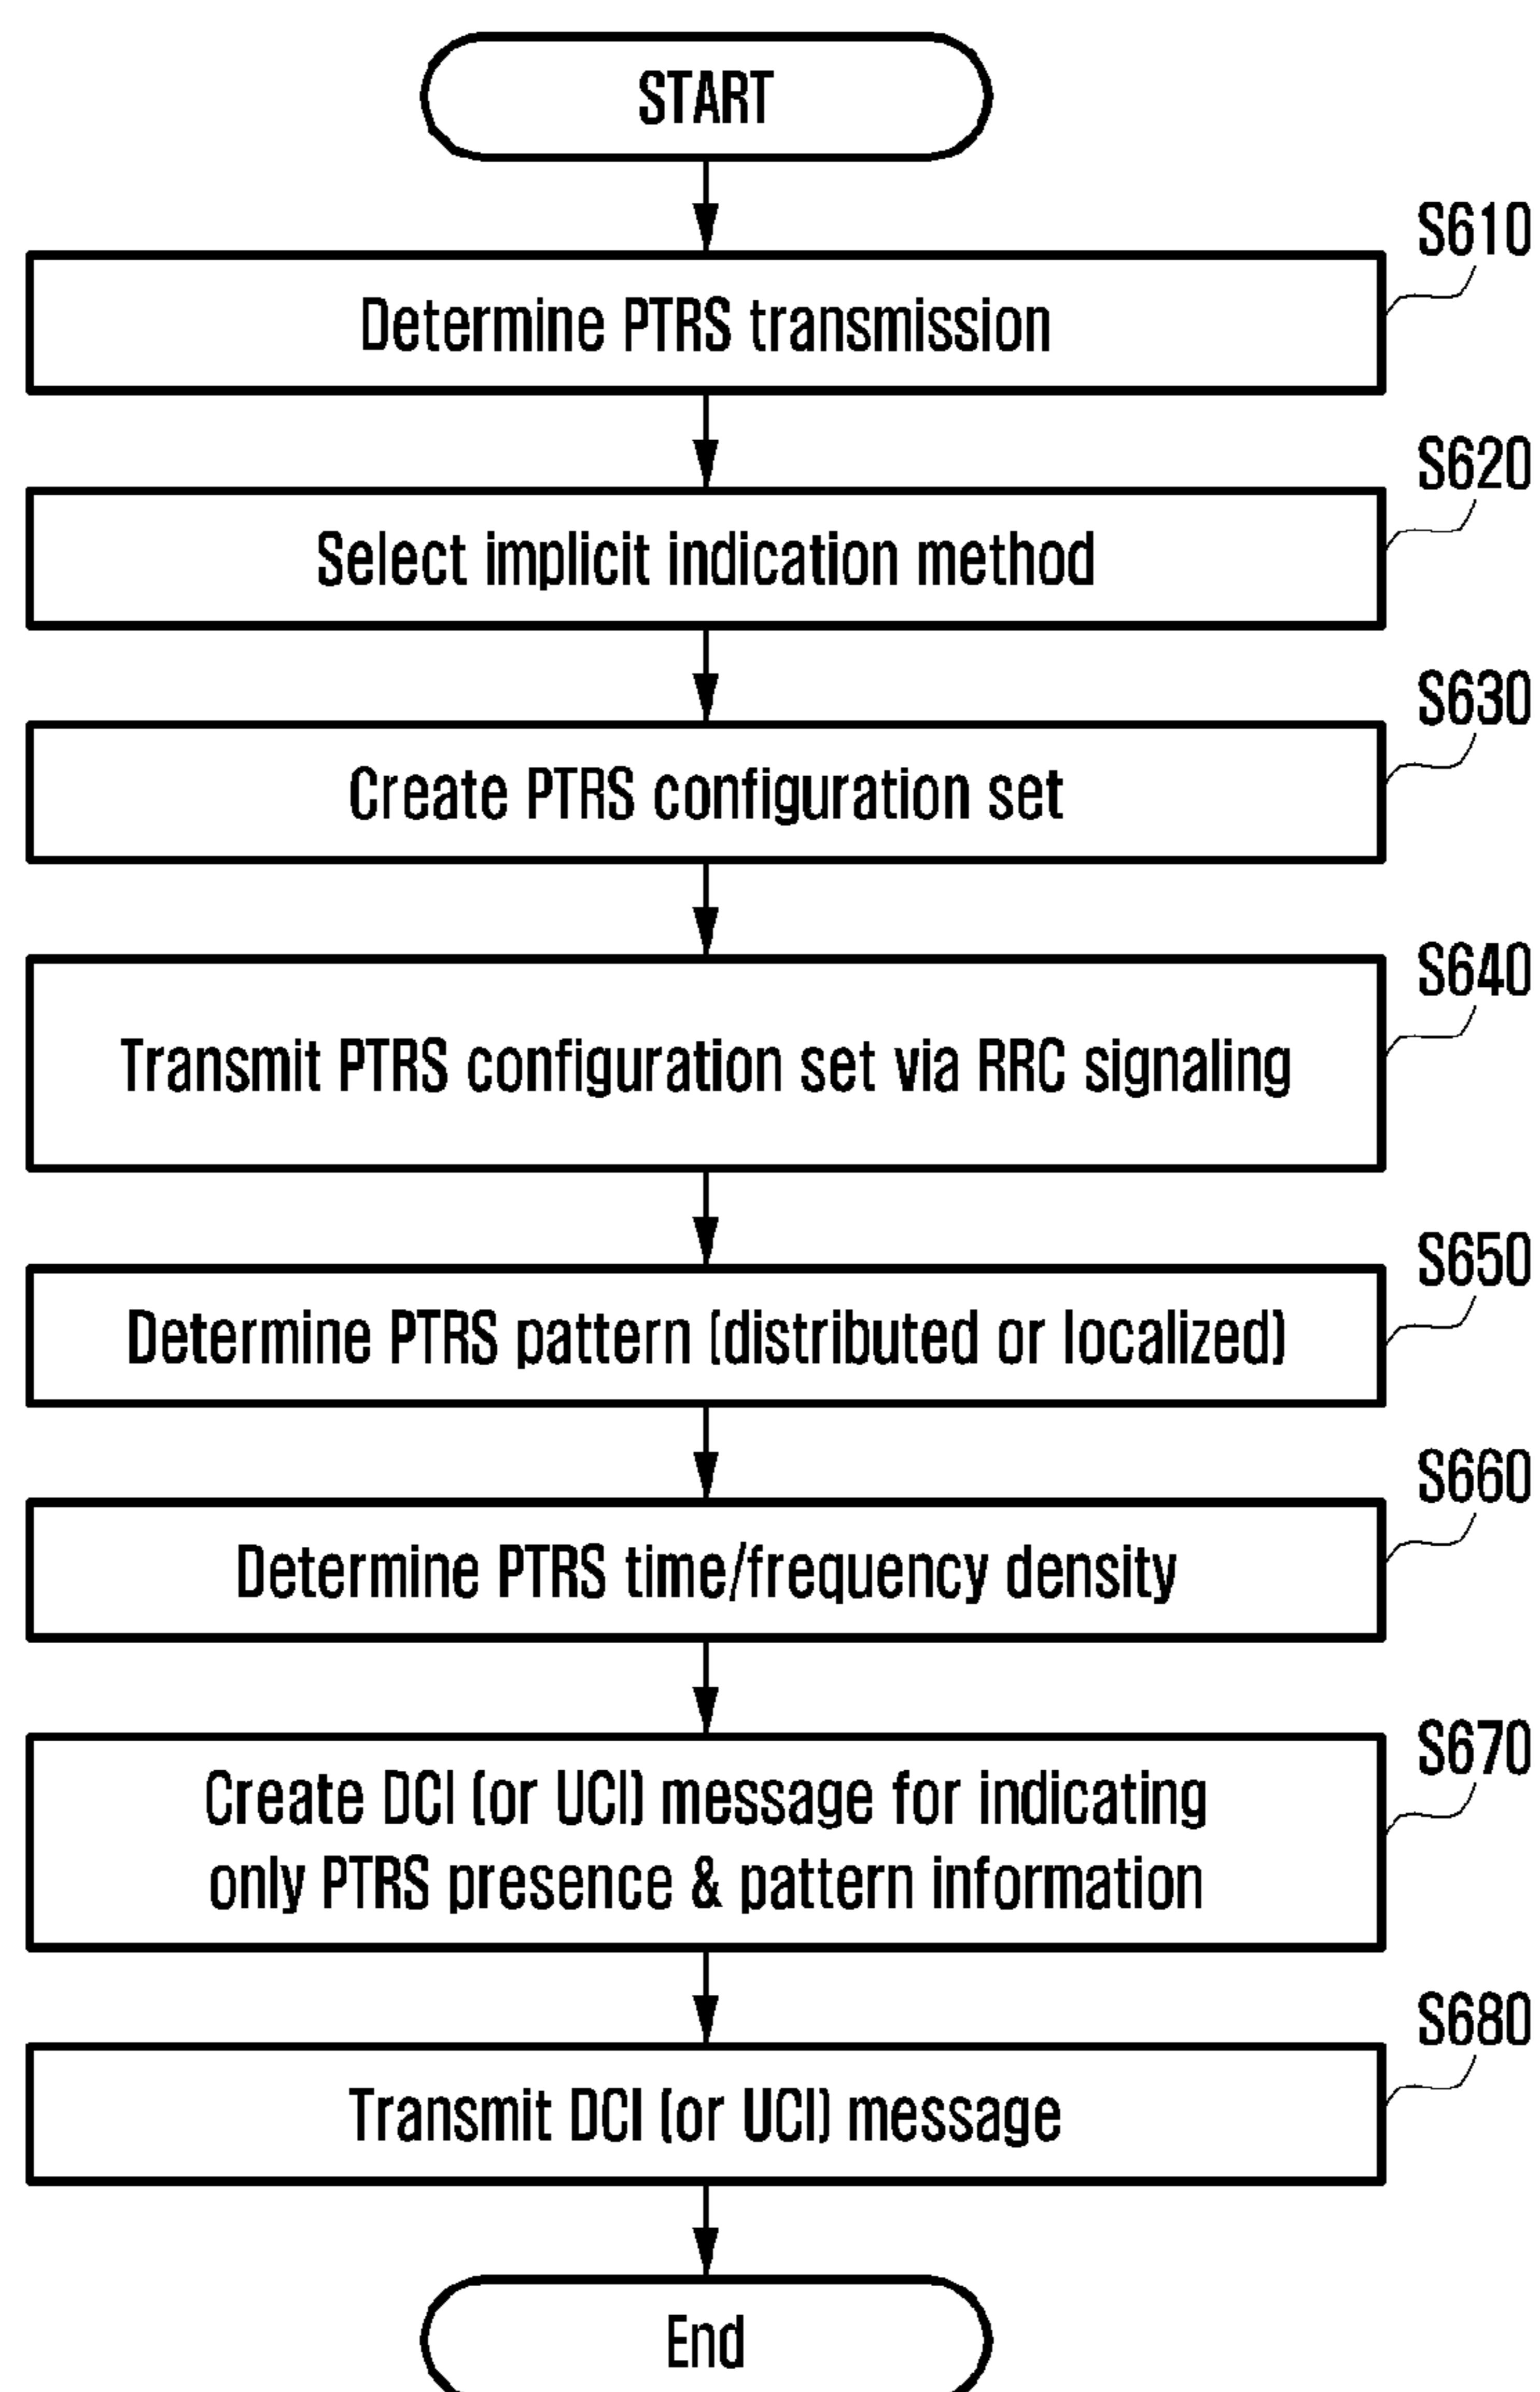 START
S610
Determine PTRS transmission
S620
Select implicit indication method
S630
Create PTRS configuration set
S640
Transmit PTRS configuration set via RRC signaling
S650
Determine PTRS pattern (distributed or localized)
S660
Determine PTRS time/frequency density
S670
Create DCI (or UCI) message for indicating
only PTRS presence & pattern information
S680
Transmit DCI (or UCI) message
End